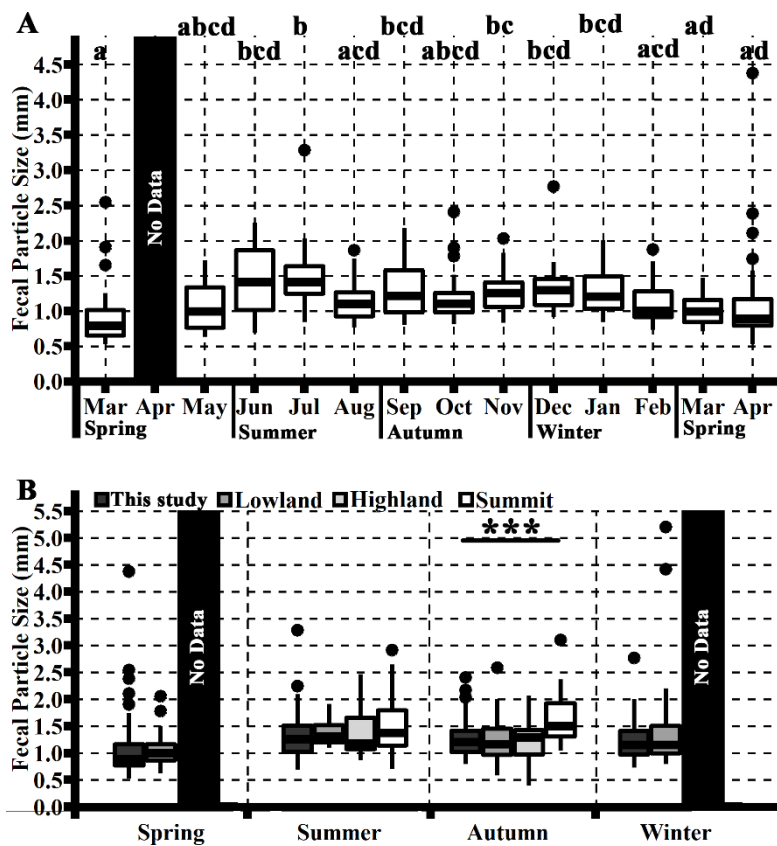 A
abcd b bcd bc bcd ad
a bcd acd abcd bcd acd ad
Fecal Particle Size (mm)
4.5
4.0
3.5
3.0
2.5
2.0
1.5
1.0
0.5
0.0
No Data
Mar Apr May Jun Jul Aug Sep Oct Nov Dec Jan Feb Mar Apr
Spring Summer Autumn Winter Spring
B
This study Lowland Highland Summit
Fecal Particle Size (mm)
5.5
5.0
4.5
4.0
3.5
3.0
2.5
2.0
1.5
1.0
0.5
0.0
***
No Data
No Data
Spring Summer Autumn Winter